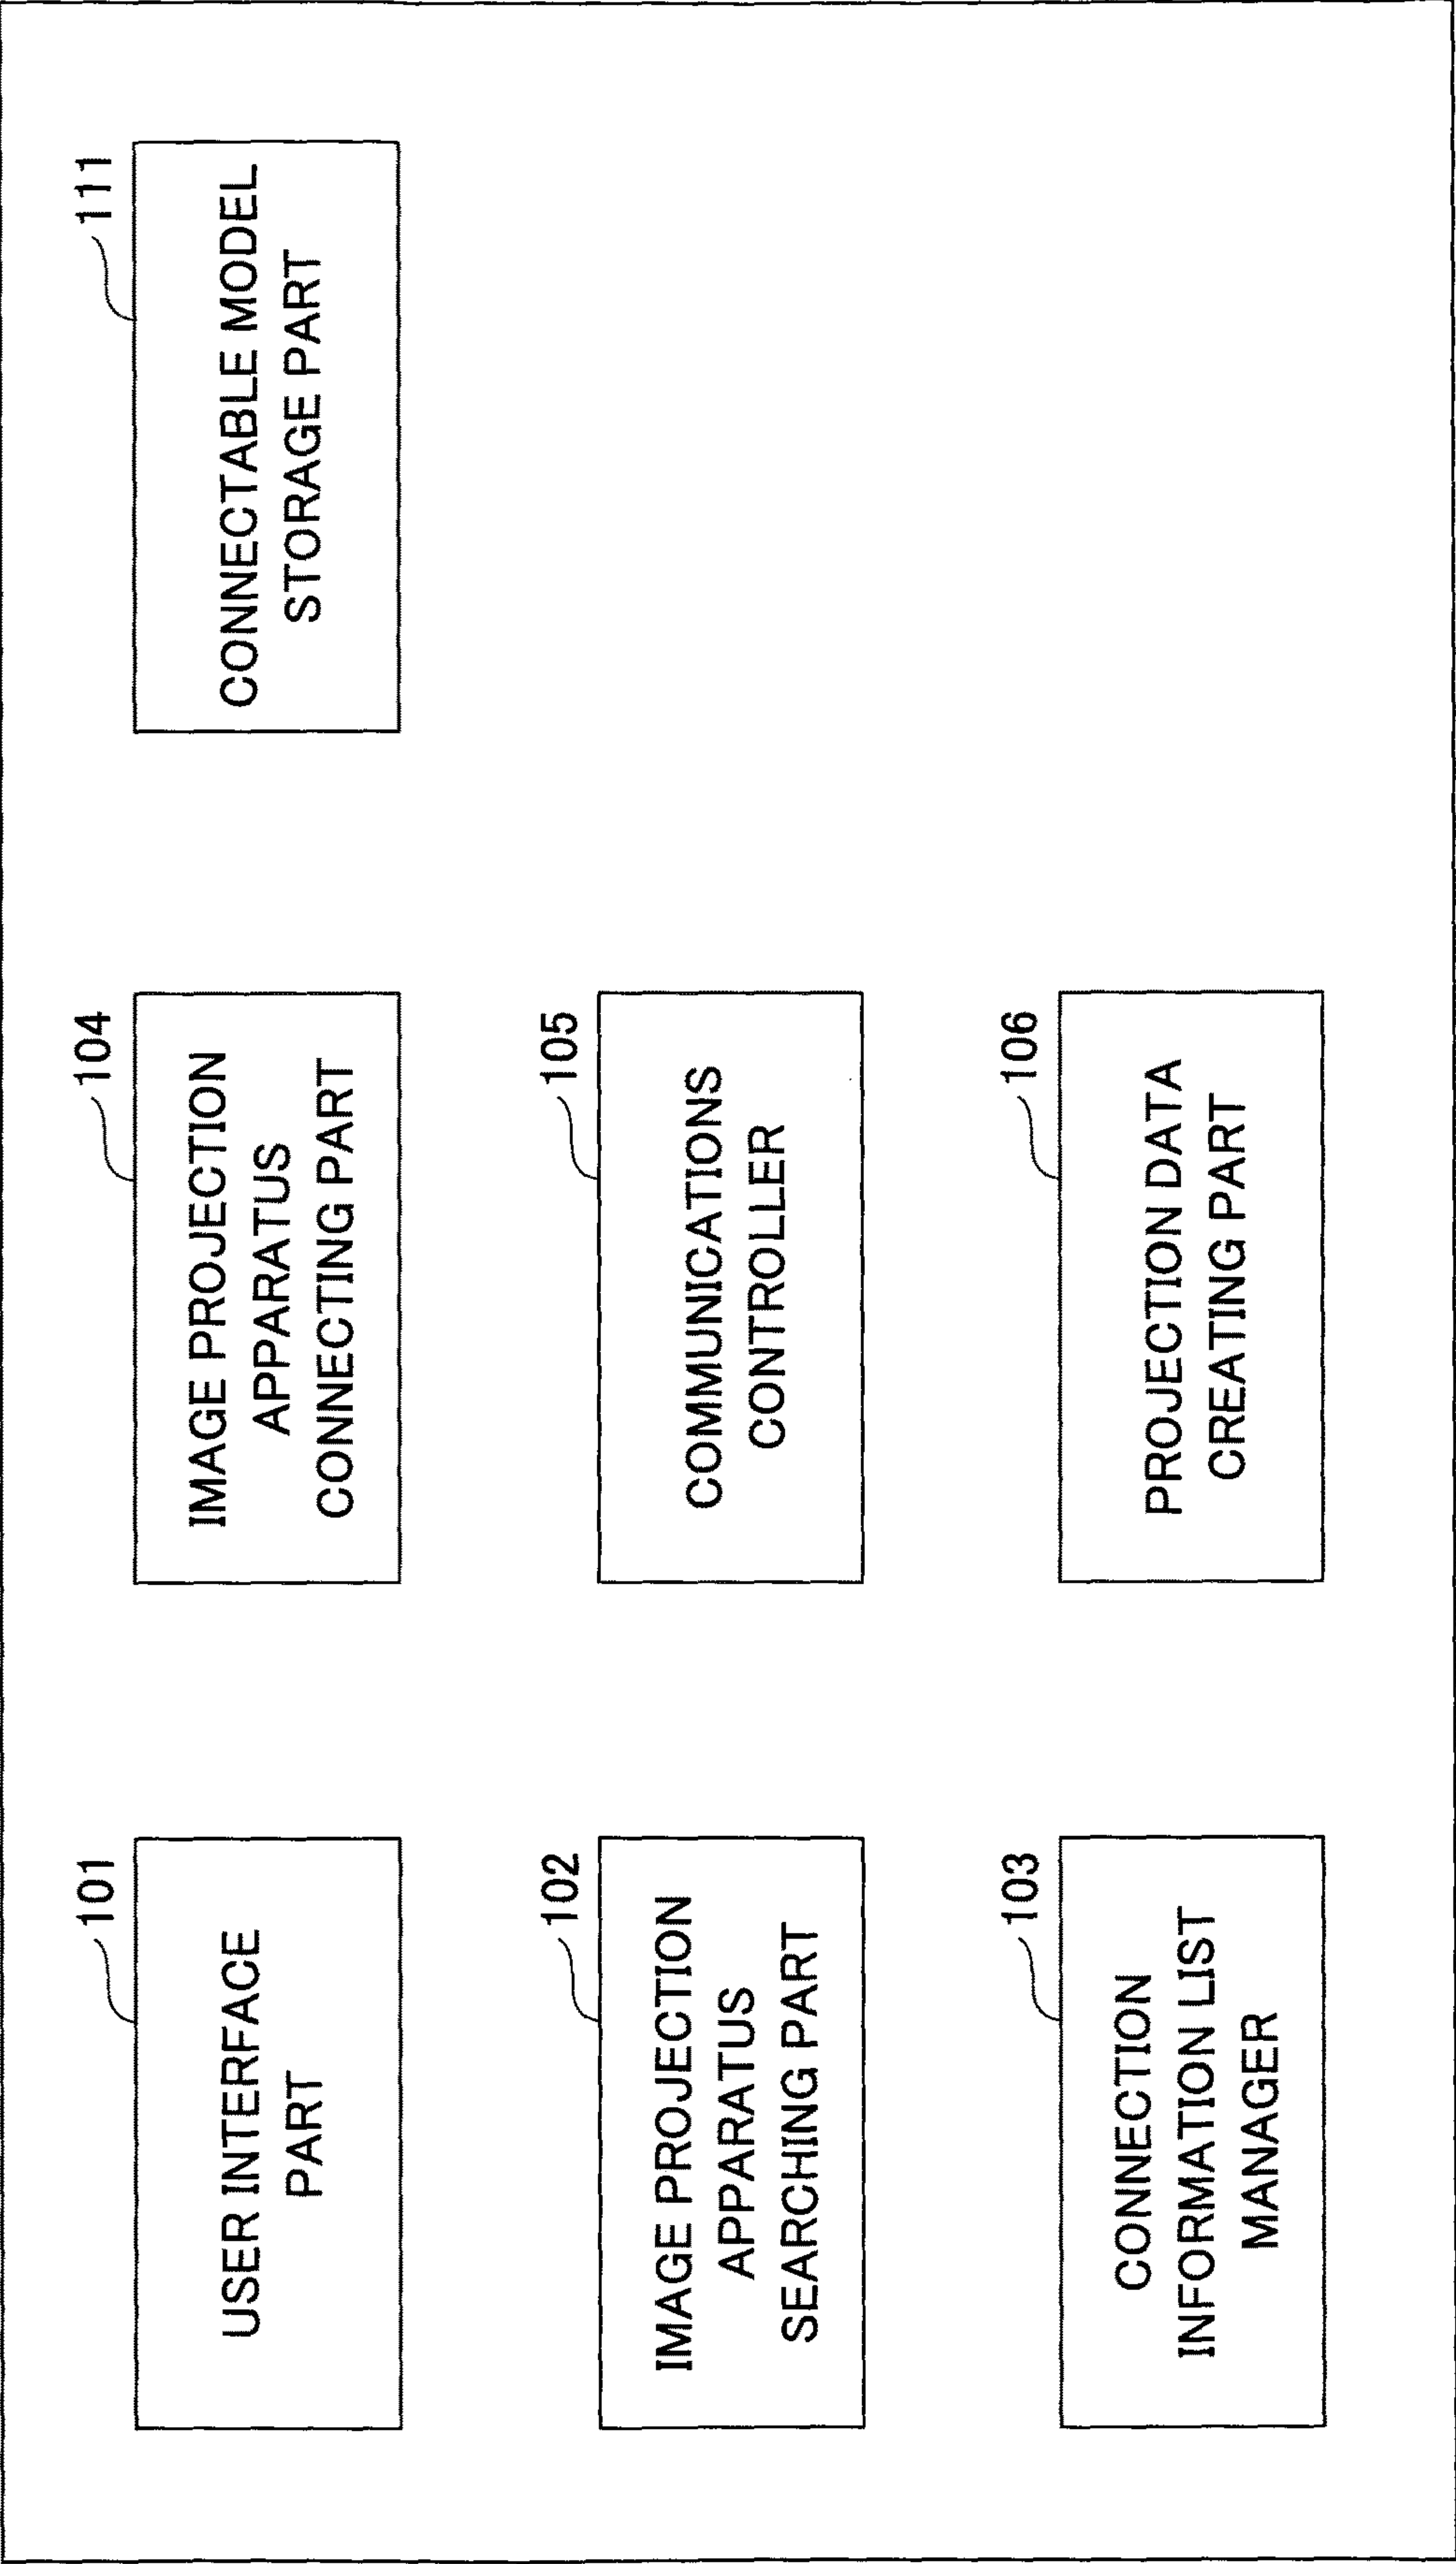 101
USER INTERFACE
PART
102
IMAGE PROJECTION
APPARATUS
SEARCHING PART
103
CONNECTION
INFORMATION LIST
MANAGER
104
IMAGE PROJECTION
APPARATUS
CONNECTING PART
105
COMMUNICATIONS
CONTROLLER
106
PROJECTION DATA
CREATING PART
111
CONNECTABLE MODEL
STORAGE PART